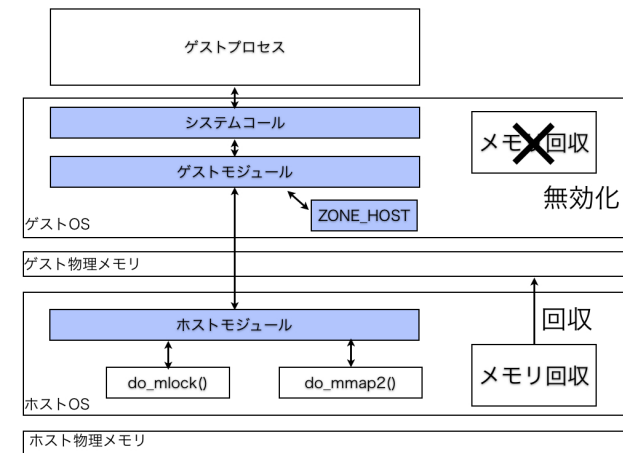 ゲストプロセス
システムコール
メモリ回収
ゲストモジュール
無効化
ZONE_HOST
ゲストOS
ゲスト物理メモリ
ホストモジュール
回収
do_mlock()
do_mmap2()
メモリ回収
ホストOS
ホスト物理メモリ